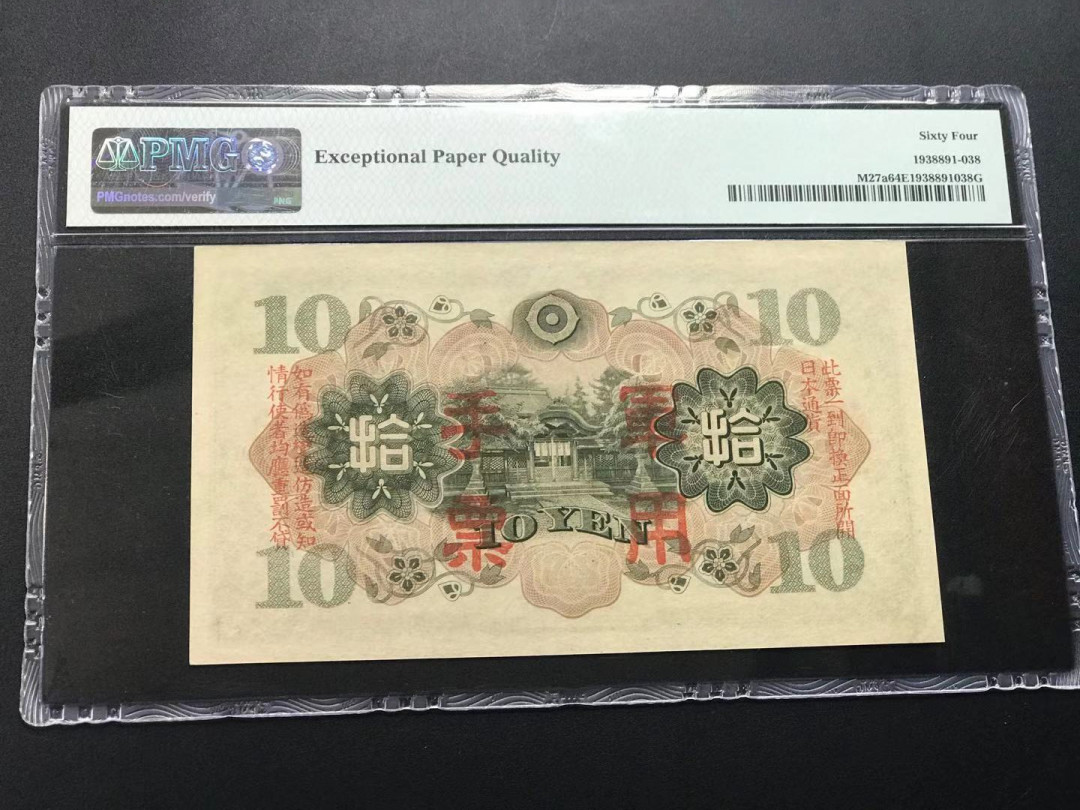 PMG
PMGnotes.com/verify
PMG
Exceptional Paper Quality
Sixty Four
1938891-038
M27a64E1938891038G
10
10
此票一到即換正面所開
日本通貨
拾
軍用
手票
拾
如有偽造變造仿造或知
情行使者均應重罰不貸
10 YEN
10
10